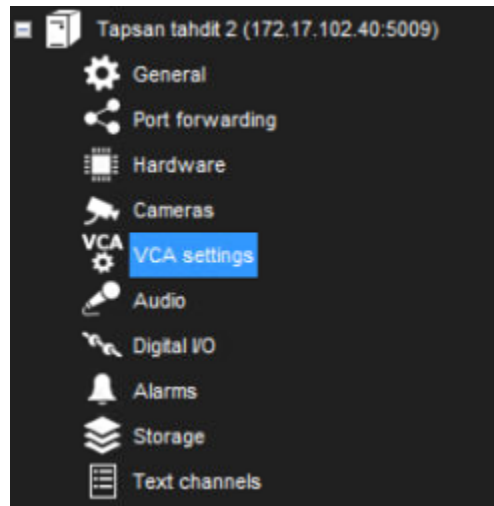 Tapsan tahdit 2 (172.17.102.40:5009)
General
Port forwarding
Hardware
Cameras
VCA
VCA settings
Audio
Digital I/O
Alarms
Storage
Text channels